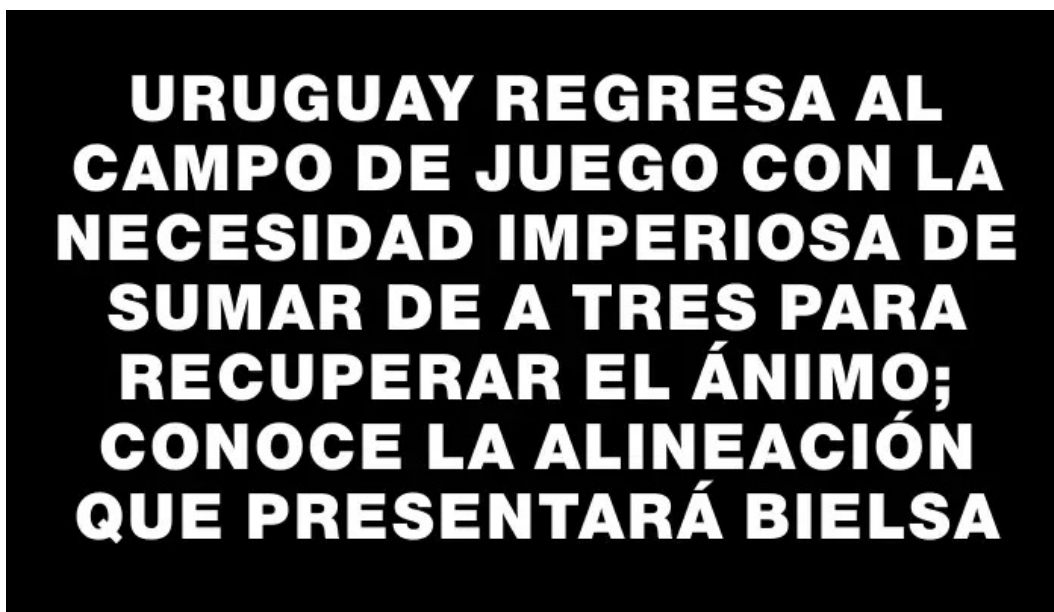 URUGUAY REGRESA AL
CAMPO DE JUEGO CON LA
NECESIDAD IMPERIOSA DE
SUMAR DE A TRES PARA
RECUPERAR EL ÁNIMO;
CONOCE LA ALINEACIÓN
QUE PRESENTARÁ BIELSA